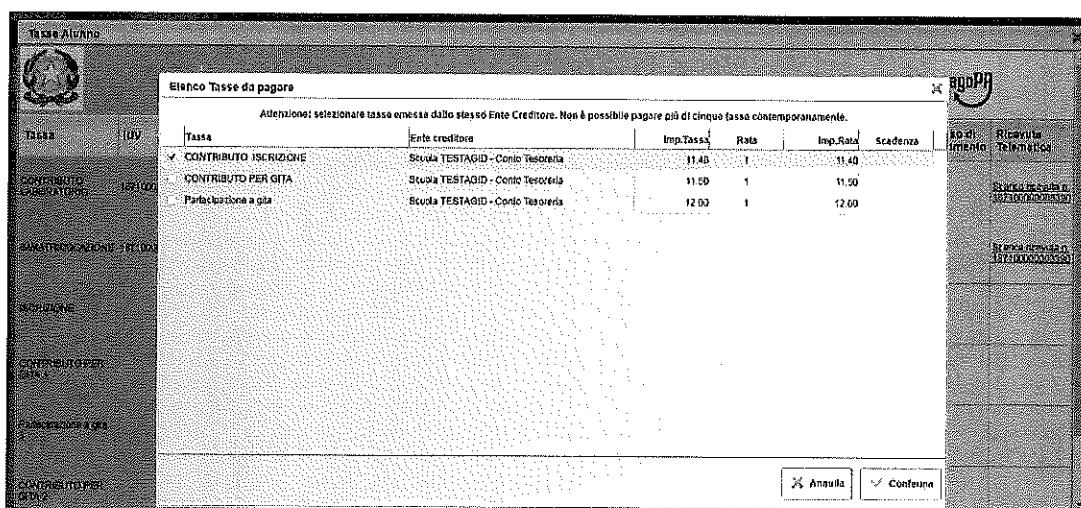 Tasse Alunno
pagoPA
Elenco Tasse da pagare
Attenzione: selezionare tasse emesse dallo stesso Ente Creditore. Non è possibile pagare più di cinque tasse contemporanamente.
Tassa IUV
Tassa Ente creditore Imp.Tassa Rata Imp.Rata Scadenza
Ricevuta
Telematica
CONTRIBUTO ISCRIZIONE Scuola TESTAGID - Conto Tesoreria 11,40 1 11,40
CONTRIBUTO PER GITA Scuola TESTAGID - Conto Tesoreria 11,50 1 11,50
Partecipazione a gita Scuola TESTAGID - Conto Tesoreria 12,00 1 12,00
CONTRIBUTO
LABORATORIO
ISCRIZIONE
CONTRIBUTO PER
GITA
Partecipazione a gita
CONTRIBUTO PER
GITA 2
Annulla Conferma